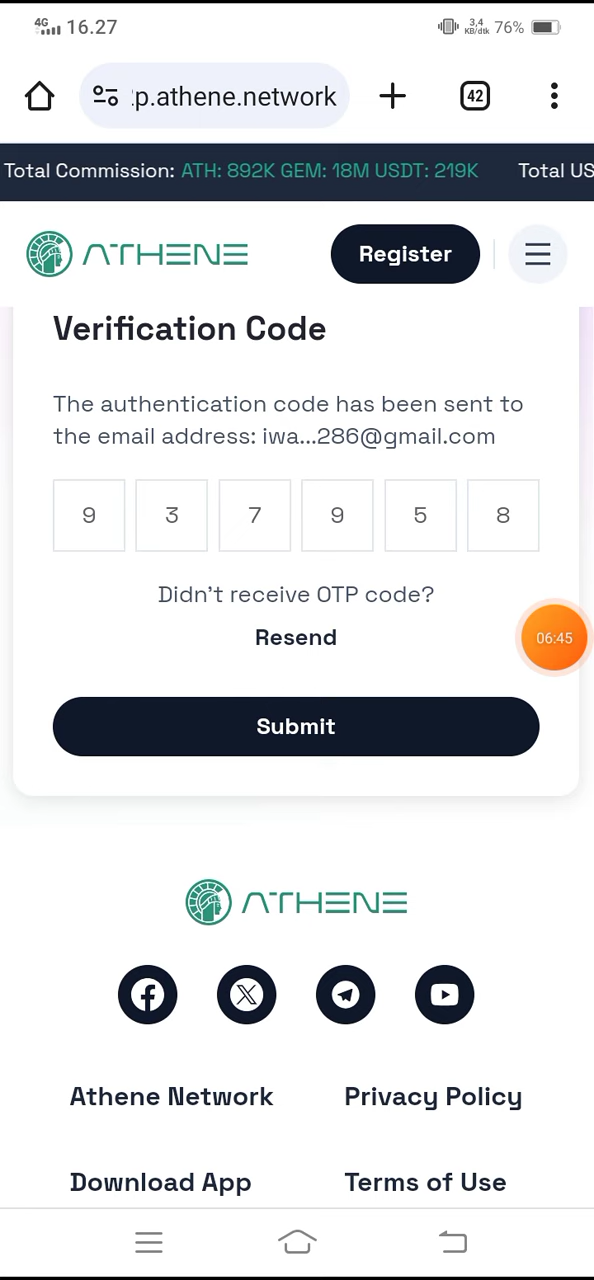 4G 16.27 3,4 KB/dtk 76%
:p.athene.network 42
Total Commission: ATH: 892K GEM: 18M USDT: 219K Total US
ATHENE Register
Verification Code
The authentication code has been sent to
the email address: iwa...286@gmail.com
9 3 7 9 5 8
Didn't receive OTP code?
Resend
06:45
Submit
ATHENE
Athene Network Privacy Policy
Download App Terms of Use